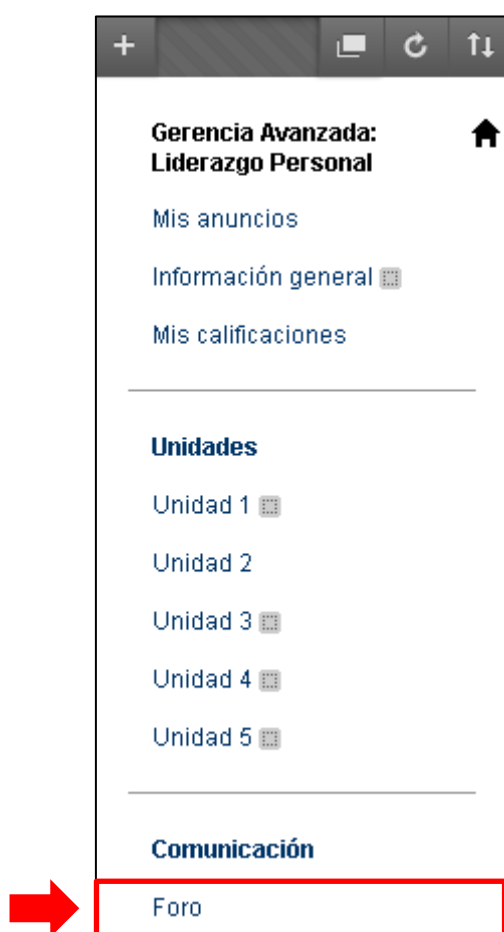 Gerencia Avanzada:
Liderazgo Personal
Mis anuncios
Información general
Mis calificaciones
Unidades
Unidad 1
Unidad 2
Unidad 3
Unidad 4
Unidad 5
Comunicación
Foro